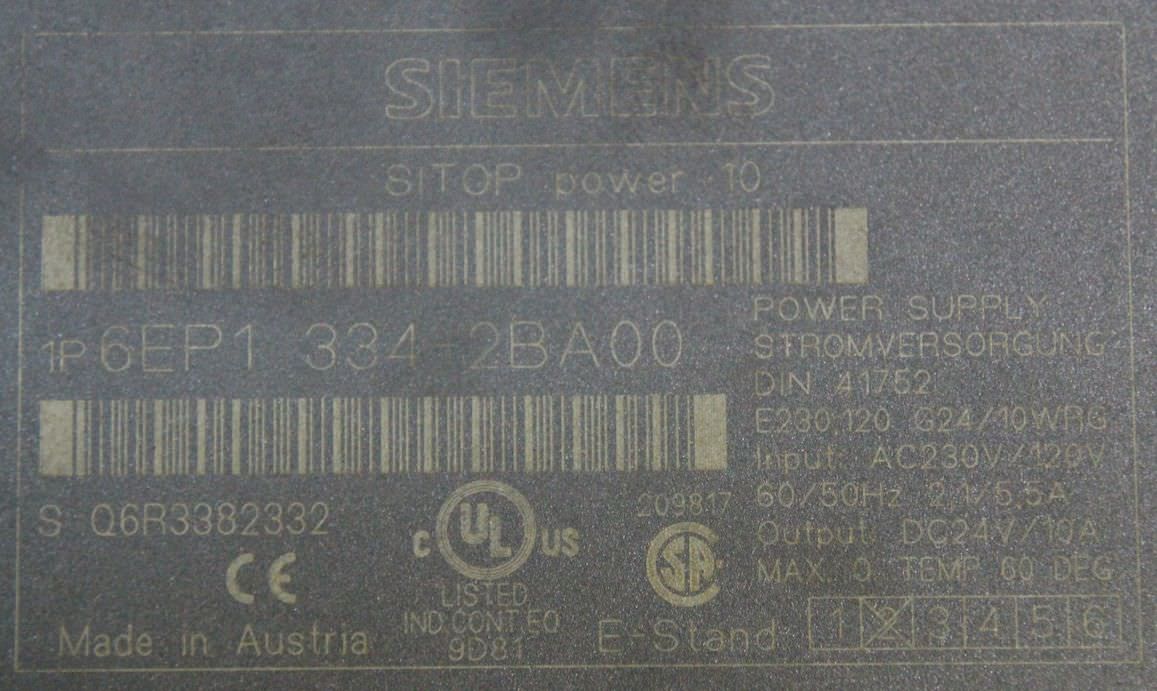 SIEMENS
SITOP power 10
1P 6EP1 334-2BA00
POWER SUPPLY
STROMVERSORGUNG
DIN 41752
E230/120 G24/10WRG
Input: AC230V/120V
60/50Hz 2,1/5,5A
Output: DC24V/10A
MAX. O. TEMP 60 DEG
S Q6R3382332
CE
c UL US
LISTED
IND.CONT.EQ
9D81
209817
SA
Made in Austria
E-Stand
1 2 3 4 5 6